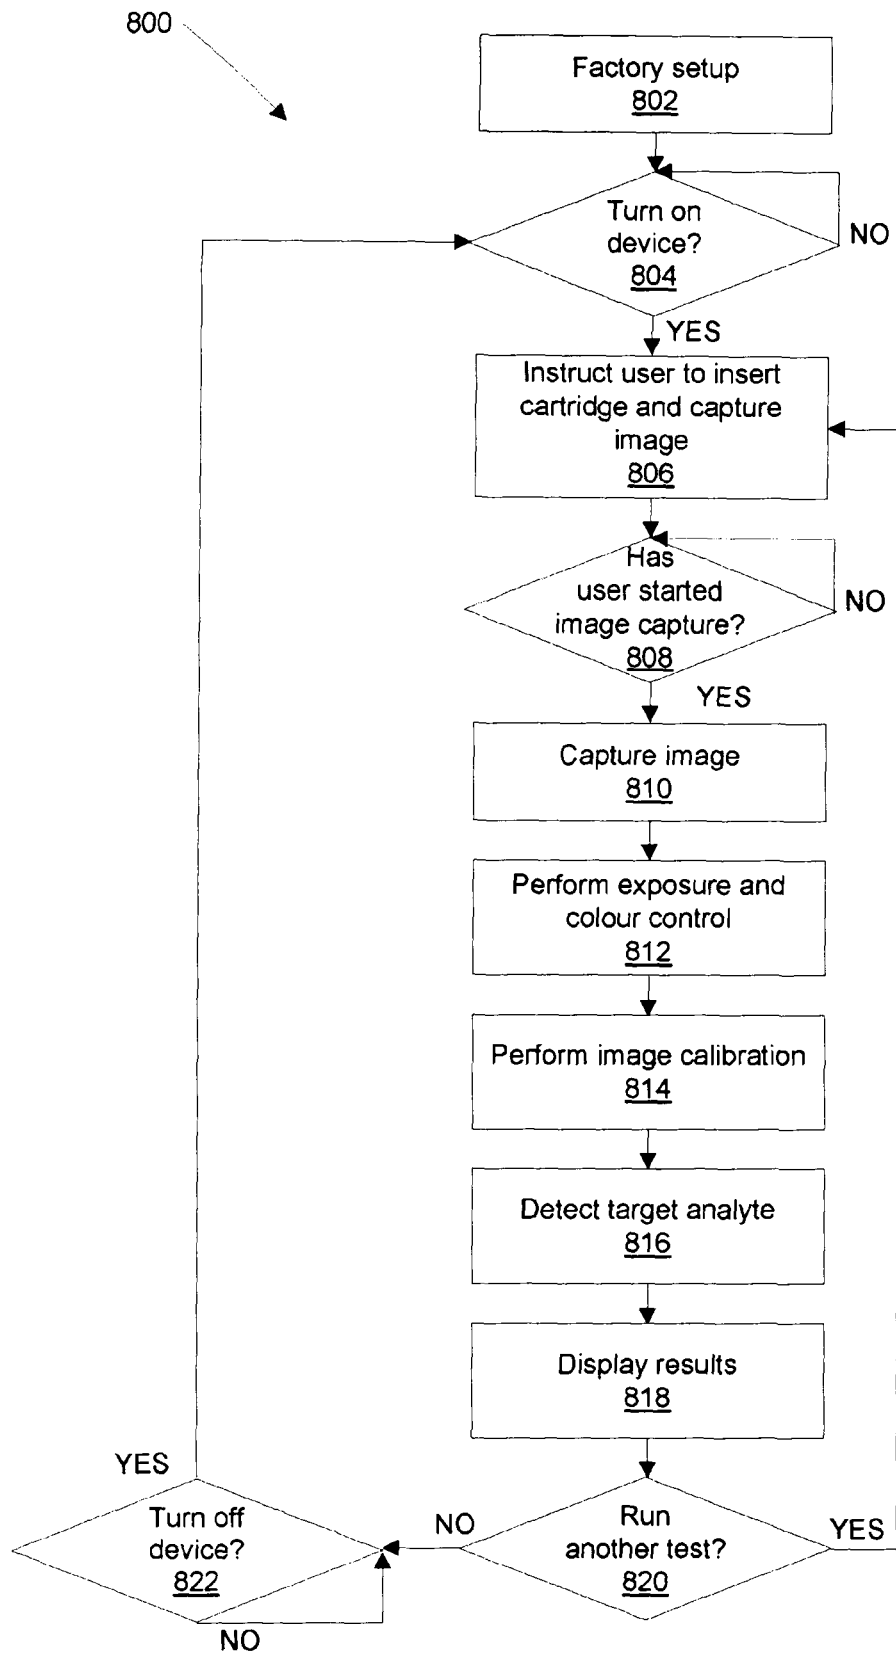 800
Factory setup
802
Turn on
device?
804
NO
YES
Instruct user to insert
cartridge and capture
image
806
Has
user started
image capture?
808
NO
YES
Capture image
810
Perform exposure and
colour control
812
Perform image calibration
814
Detect target analyte
816
Display results
818
Run
another test?
820
YES
NO
Turn off
device?
822
YES
NO